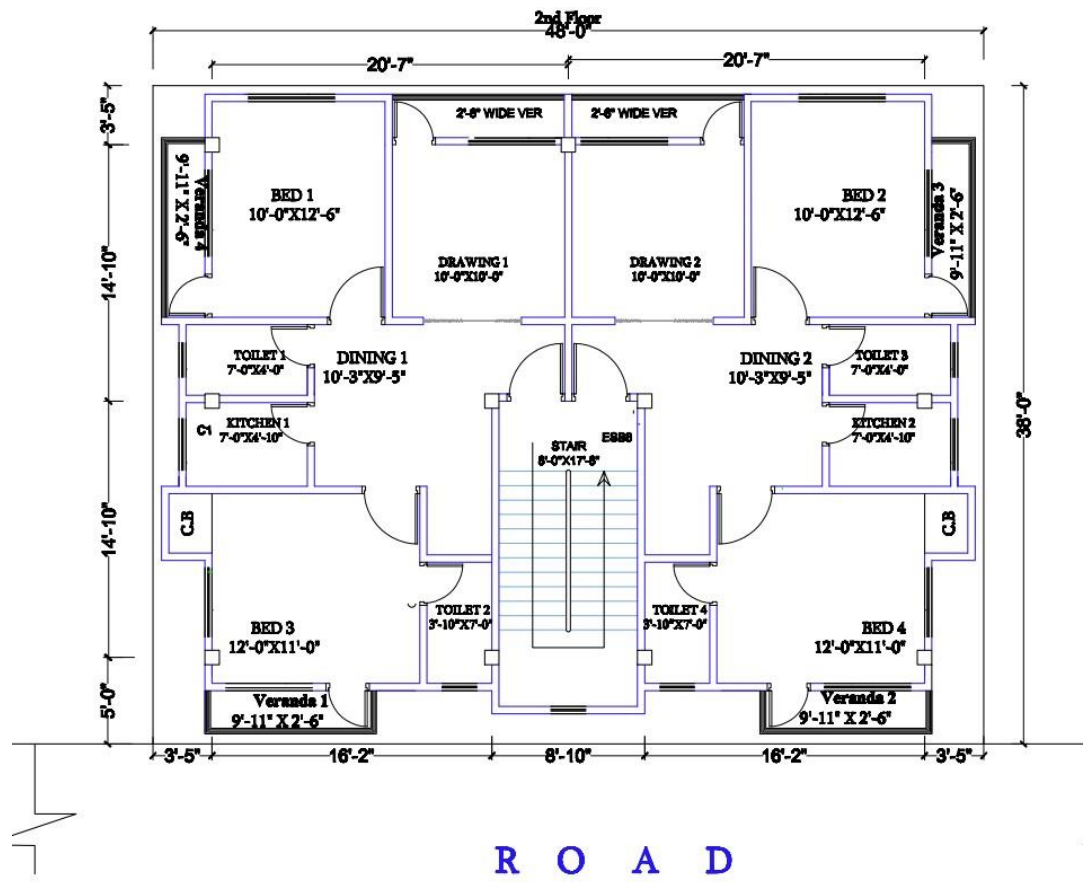 2nd Floor
48'-0"
20'-7"
20'-7"
3'-5"
2'-6" WIDE VER
2'-6" WIDE VER
9'-11" X 2'-6"
Veranda 4
BED 1
10'-0"X12'-6"
BED 2
10'-0"X12'-6"
Veranda 3
9'-11" X 2'-6"
14'-10"
DRAWING 1
10'-0"X10'-0"
DRAWING 2
10'-0"X10'-0"
TOILET 1
7'-0"X4'-0"
DINING 1
10'-3"X9'-5"
DINING 2
10'-3"X9'-5"
TOILET 3
7'-0"X4'-0"
38'-0"
C1
KITCHEN 1
7'-0"X4'-10"
STAIR
8'-0"X17'-8"
KITCHEN 2
7'-0"X4'-10"
14'-10"
C.B
C.B
BED 3
12'-0"X11'-0"
TOILET 2
3'-10"X7'-0"
TOILET 4
3'-10"X7'-0"
BED 4
12'-0"X11'-0"
5'-0"
Veranda 1
9'-11" X 2'-6"
Veranda 2
9'-11" X 2'-6"
3'-5"
16'-2"
8'-10"
16'-2"
3'-5"
R O A D